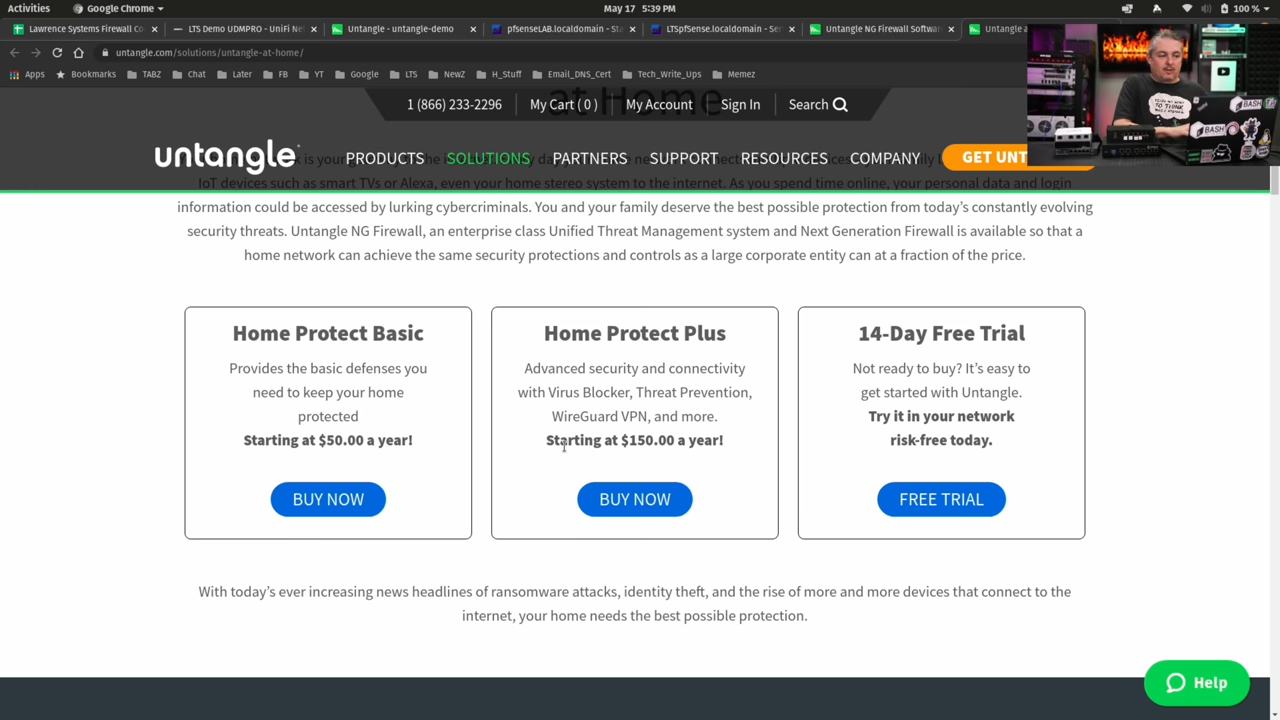 Activities
Google Chrome
May 17 5:39 PM
100 %
Lawrence Systems Firewall Co
LTS Demo UDMPRO - UniFi Ne
Untangle - untangle-demo
pfsenseLAB.localdomain - Sta
LTSpfSense.localdomain - Ser
Untangle NG Firewall Softwa
Untangle a
untangle.com/solutions/untangle-at-home/
Apps
Bookmarks
TABZ
Chat
Later
FB
YT
Google
LTS
NewZ
H_Stuff
Email_DNS_Cert
Tech_Write_Ups
Memez
1 (866) 233-2296
My Cart ( 0 )
My Account
Sign In
Search
untangle
PRODUCTS
SOLUTIONS
PARTNERS
SUPPORT
RESOURCES
COMPANY
GET UNT
IoT devices such as smart TVs or Alexa, even your home stereo system to the internet. As you spend time online, your personal data and login
information could be accessed by lurking cybercriminals. You and your family deserve the best possible protection from today's constantly evolving
security threats. Untangle NG Firewall, an enterprise class Unified Threat Management system and Next Generation Firewall is available so that a
home network can achieve the same security protections and controls as a large corporate entity can at a fraction of the price.
Home Protect Basic
Provides the basic defenses you
need to keep your home
protected
Starting at $50.00 a year!
BUY NOW
Home Protect Plus
Advanced security and connectivity
with Virus Blocker, Threat Prevention,
WireGuard VPN, and more.
Starting at $150.00 a year!
BUY NOW
14-Day Free Trial
Not ready to buy? It's easy to
get started with Untangle.
Try it in your network
risk-free today.
FREE TRIAL
With today's ever increasing news headlines of ransomware attacks, identity theft, and the rise of more and more devices that connect to the
internet, your home needs the best possible protection.
Help
BASH
BASH